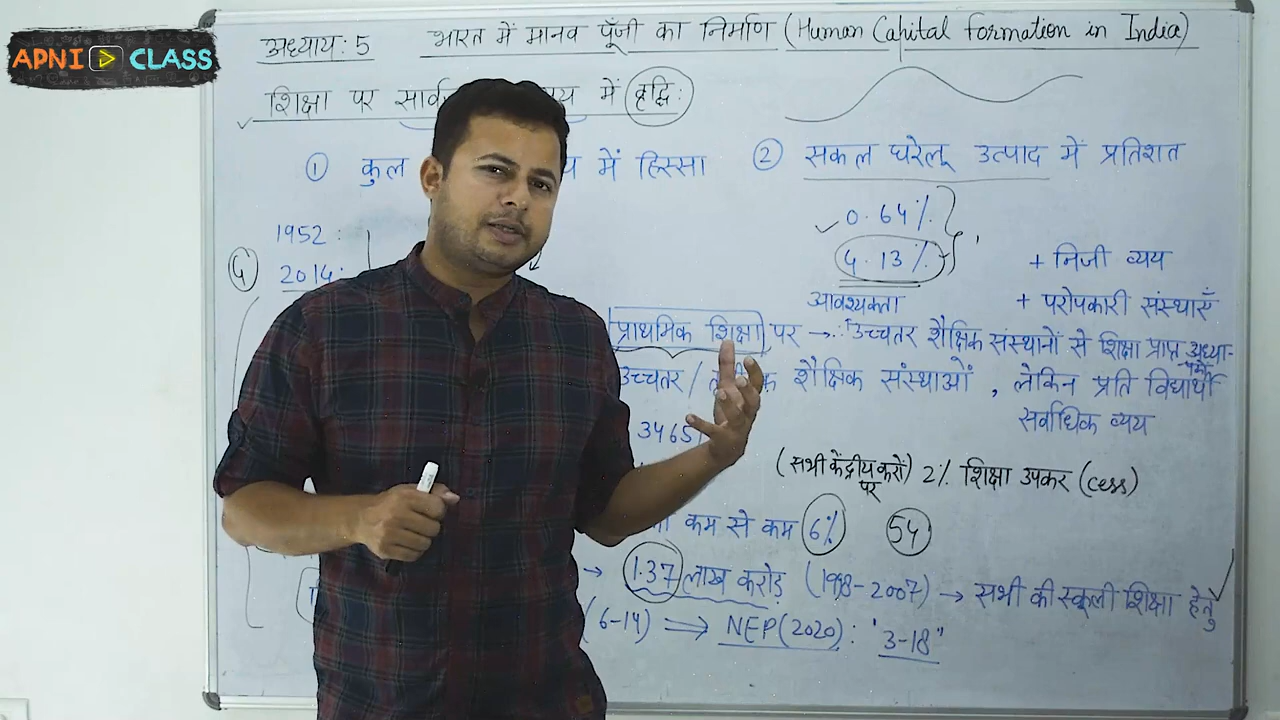 APNI CLASS
अध्याय: 5 भारत में मानव पूँजी का निर्माण (Human Capital Formation in India)
शिक्षा पर में वृद्धि:
① कुल में हिस्सा ② सकल घरेलू उत्पाद में प्रतिशत
1952: 0.64%
2014: 4.13% + निजी व्यय
आवश्यकता + परोपकारी संस्थाएँ
प्राथमिक शिक्षा पर → उच्चतर शैक्षिक संस्थानों से शिक्षा प्राप्त अध्यापकों
उच्चतर / शैक्षिक संस्थाओं , लेकिन प्रति विद्यार्थी
सर्वाधिक व्यय
3465
(सभी केंद्रीय करों पर) 2% शिक्षा उपकर (cess)
कम से कम 6% 54
→ 1.37 लाख करोड़ (1998-2007) → सभी की स्कूली शिक्षा हेतु
(6-14) ⟹ NEP(2020): "3-18"